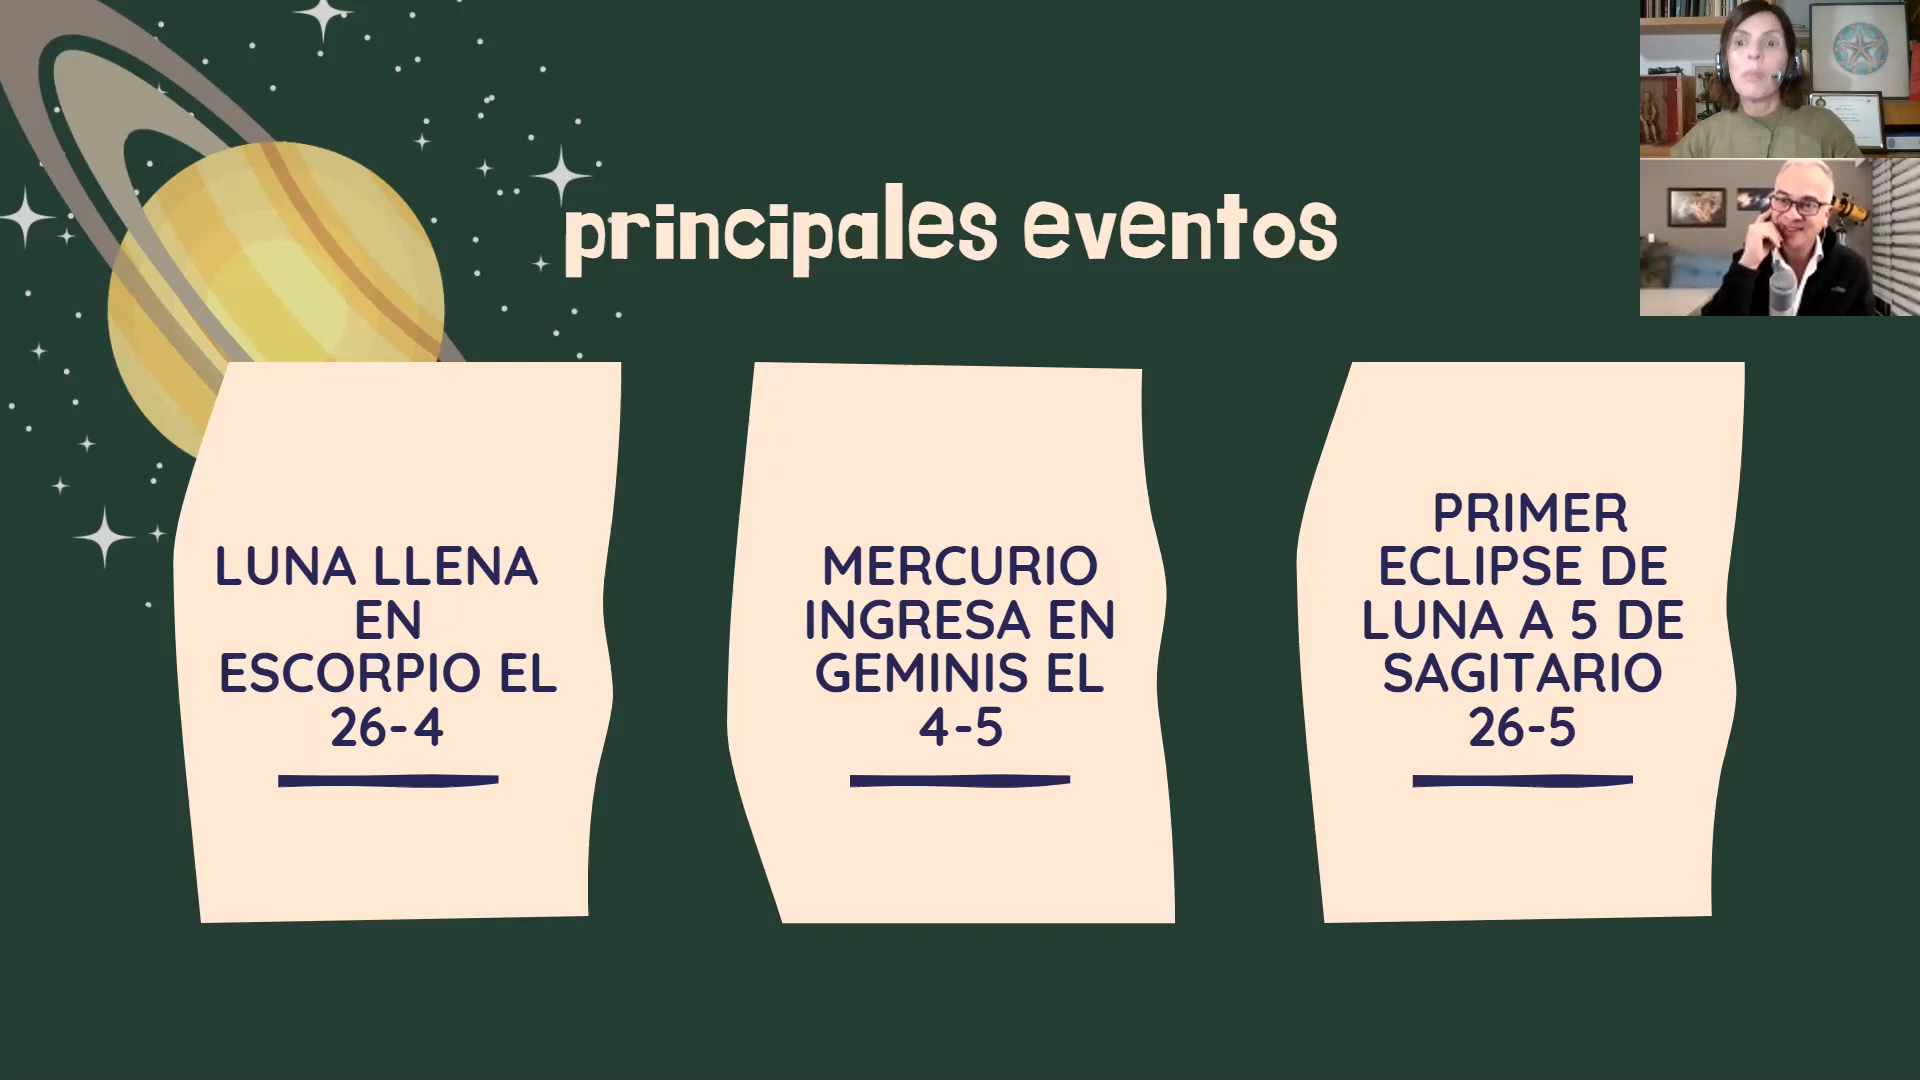 principales eventos
LUNA LLENA
EN
ESCORPIO EL
26-4
MERCURIO
INGRESA EN
GEMINIS EL
4-5
PRIMER
ECLIPSE DE
LUNA A 5 DE
SAGITARIO
26-5